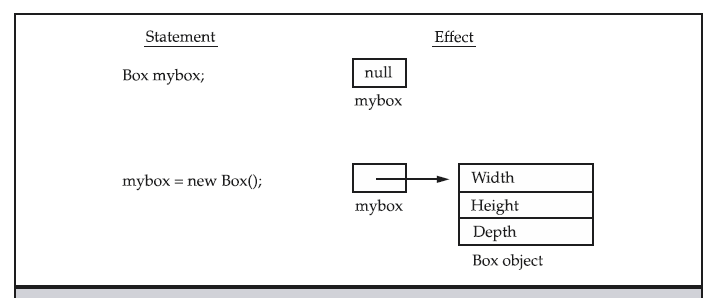 Statement Effect
Box mybox; null
mybox
mybox = new Box(); Width
mybox Height
Depth
Box object